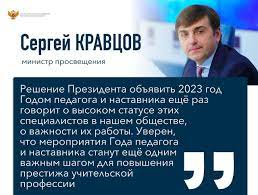 Сергей КРАВЦОВ
министр просвещения
Решение Президента объявить 2023 год
Годом педагога и наставника ещё раз
говорит о высоком статусе этих
специалистов в нашем обществе,
о важности их работы. Уверен,
что мероприятия Года педагога
и наставника станут ещё одним
важным шагом для повышения
престижа учительской
профессии